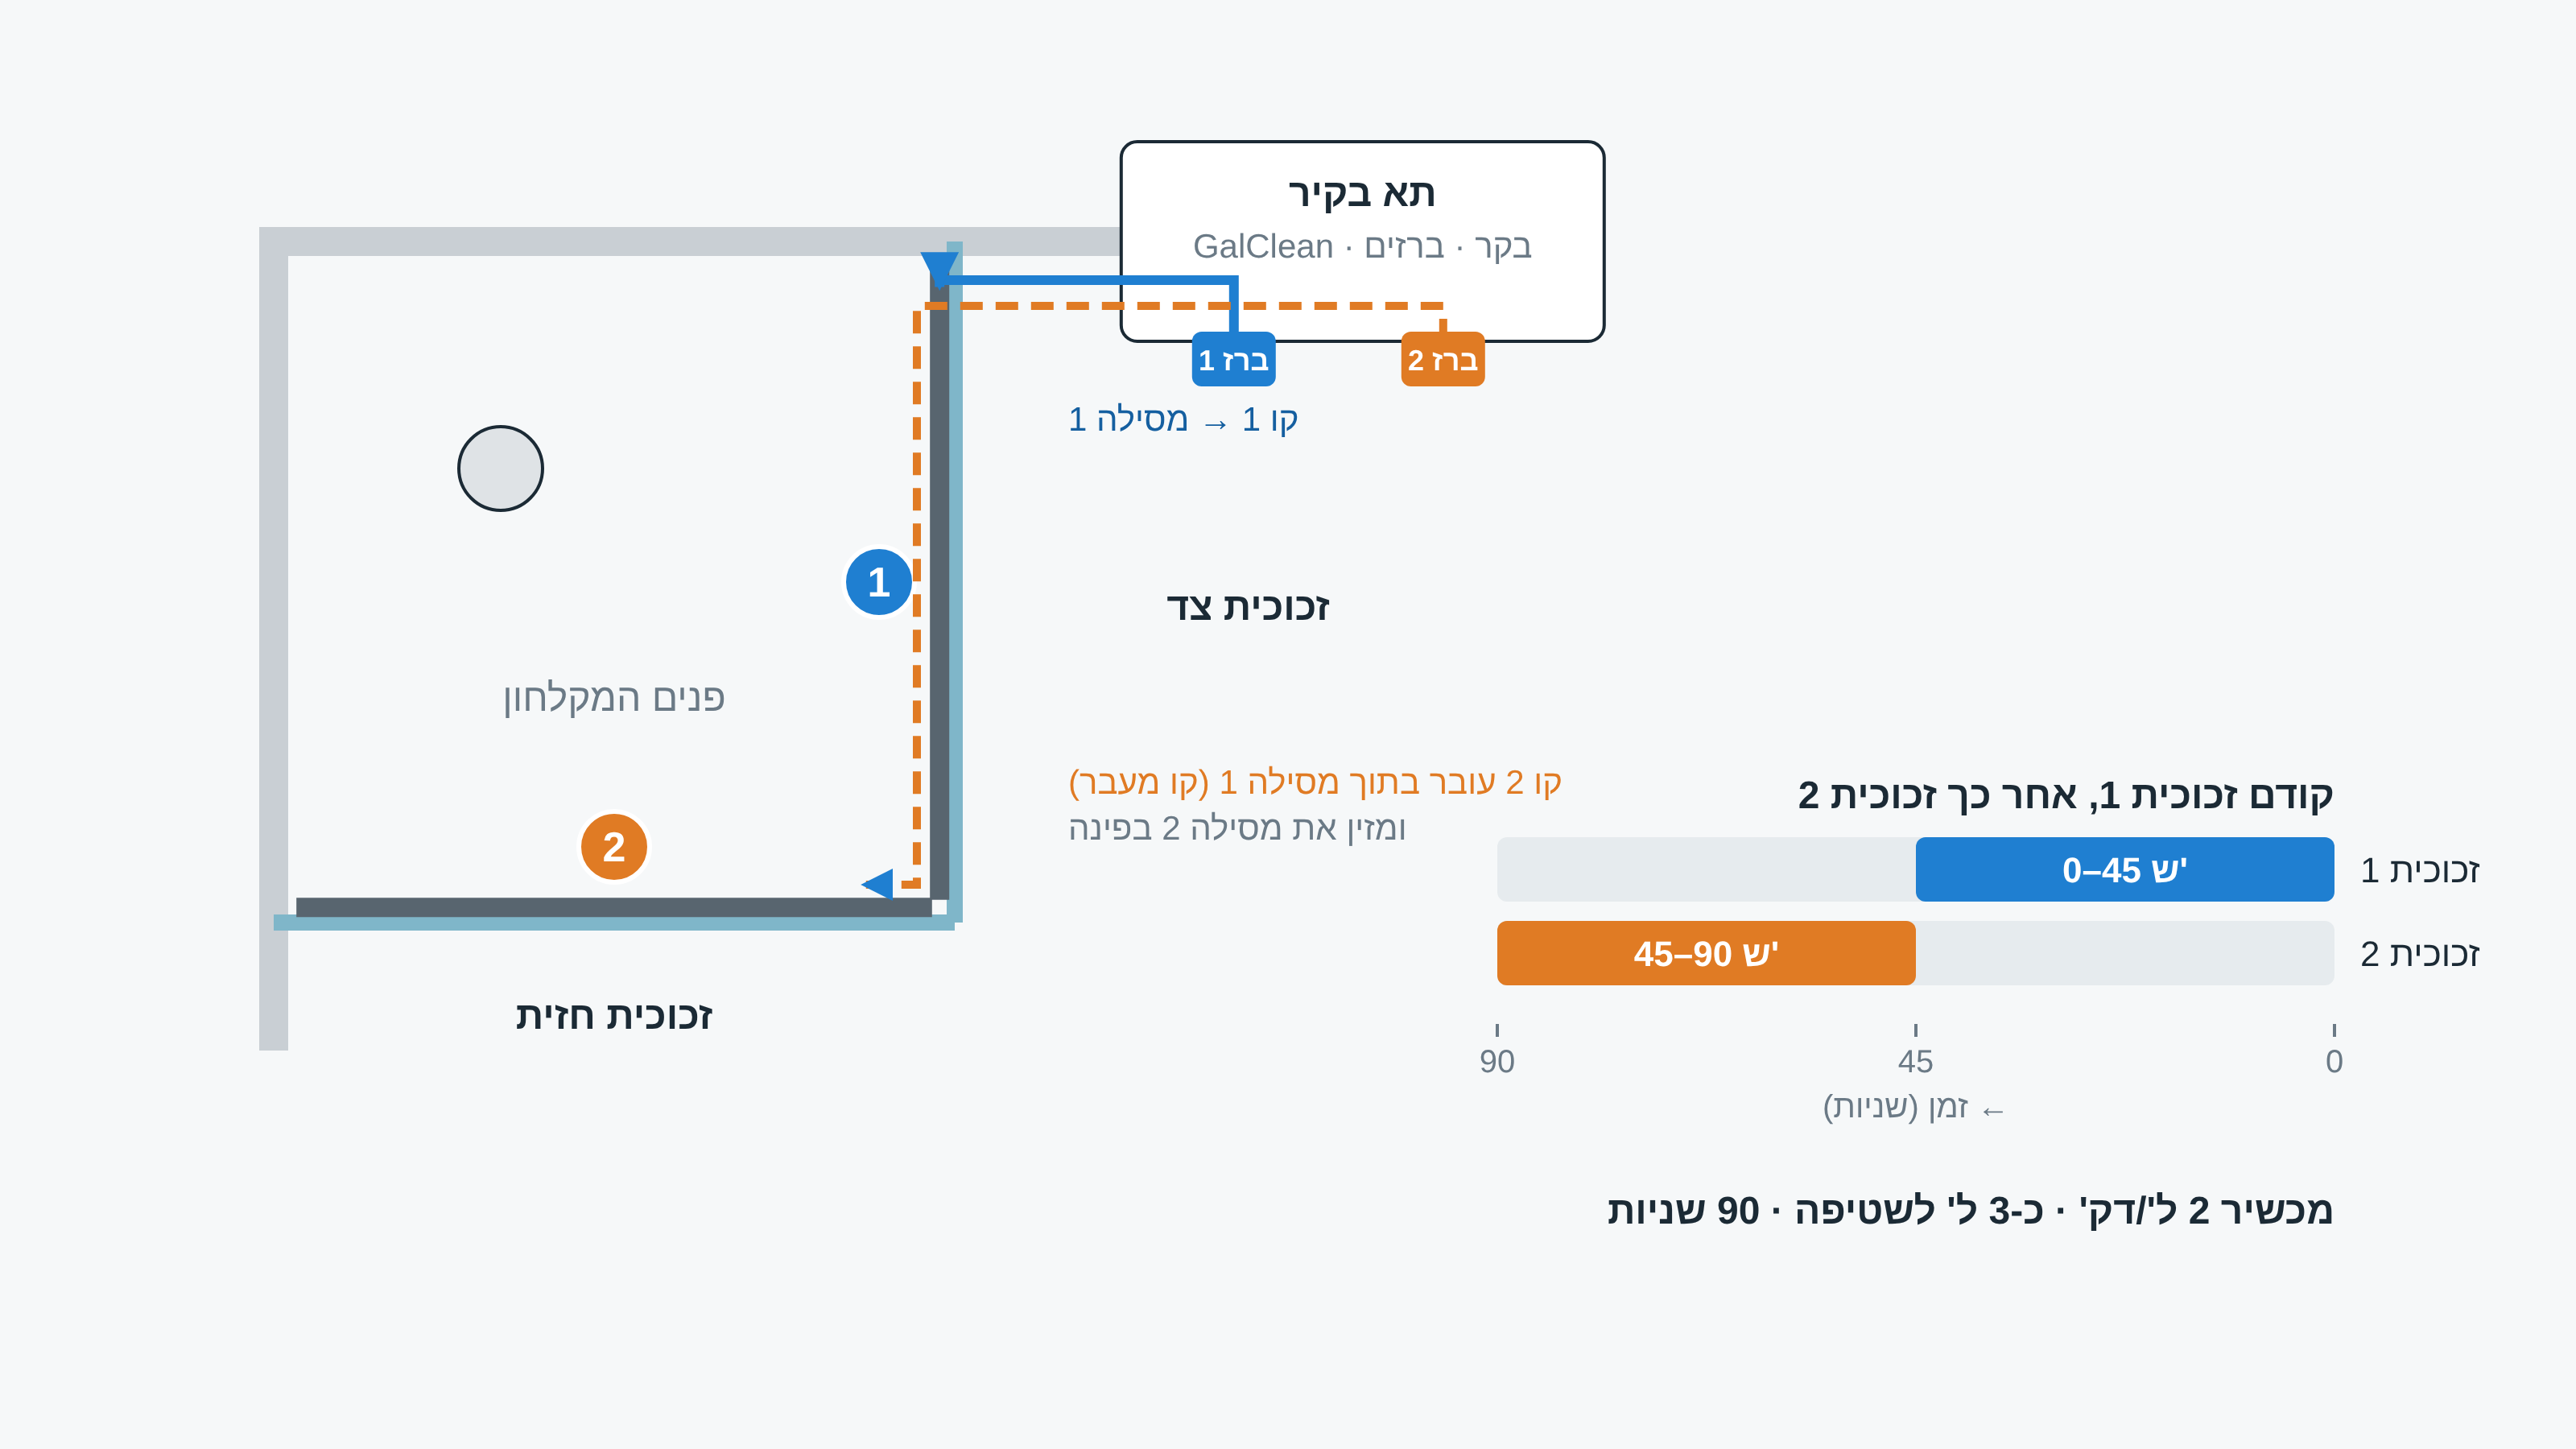 תא בקיר
בקר · ברזים · GalClean
ברז 1
ברז 2
קו 1 → מסילה 1
1
זכוכית צד
פנים המקלחון
קו 2 עובר בתוך מסילה 1 (קו מעבר)
ומזין את מסילה 2 בפינה
2
זכוכית חזית
קודם זכוכית 1, אחר כך זכוכית 2
זכוכית 1
0–45 ש'
זכוכית 2
45–90 ש'
0
45
90
← זמן (שניות)
מכשיר 2 ל'/דק' · כ-3 ל' לשטיפה · 90 שניות